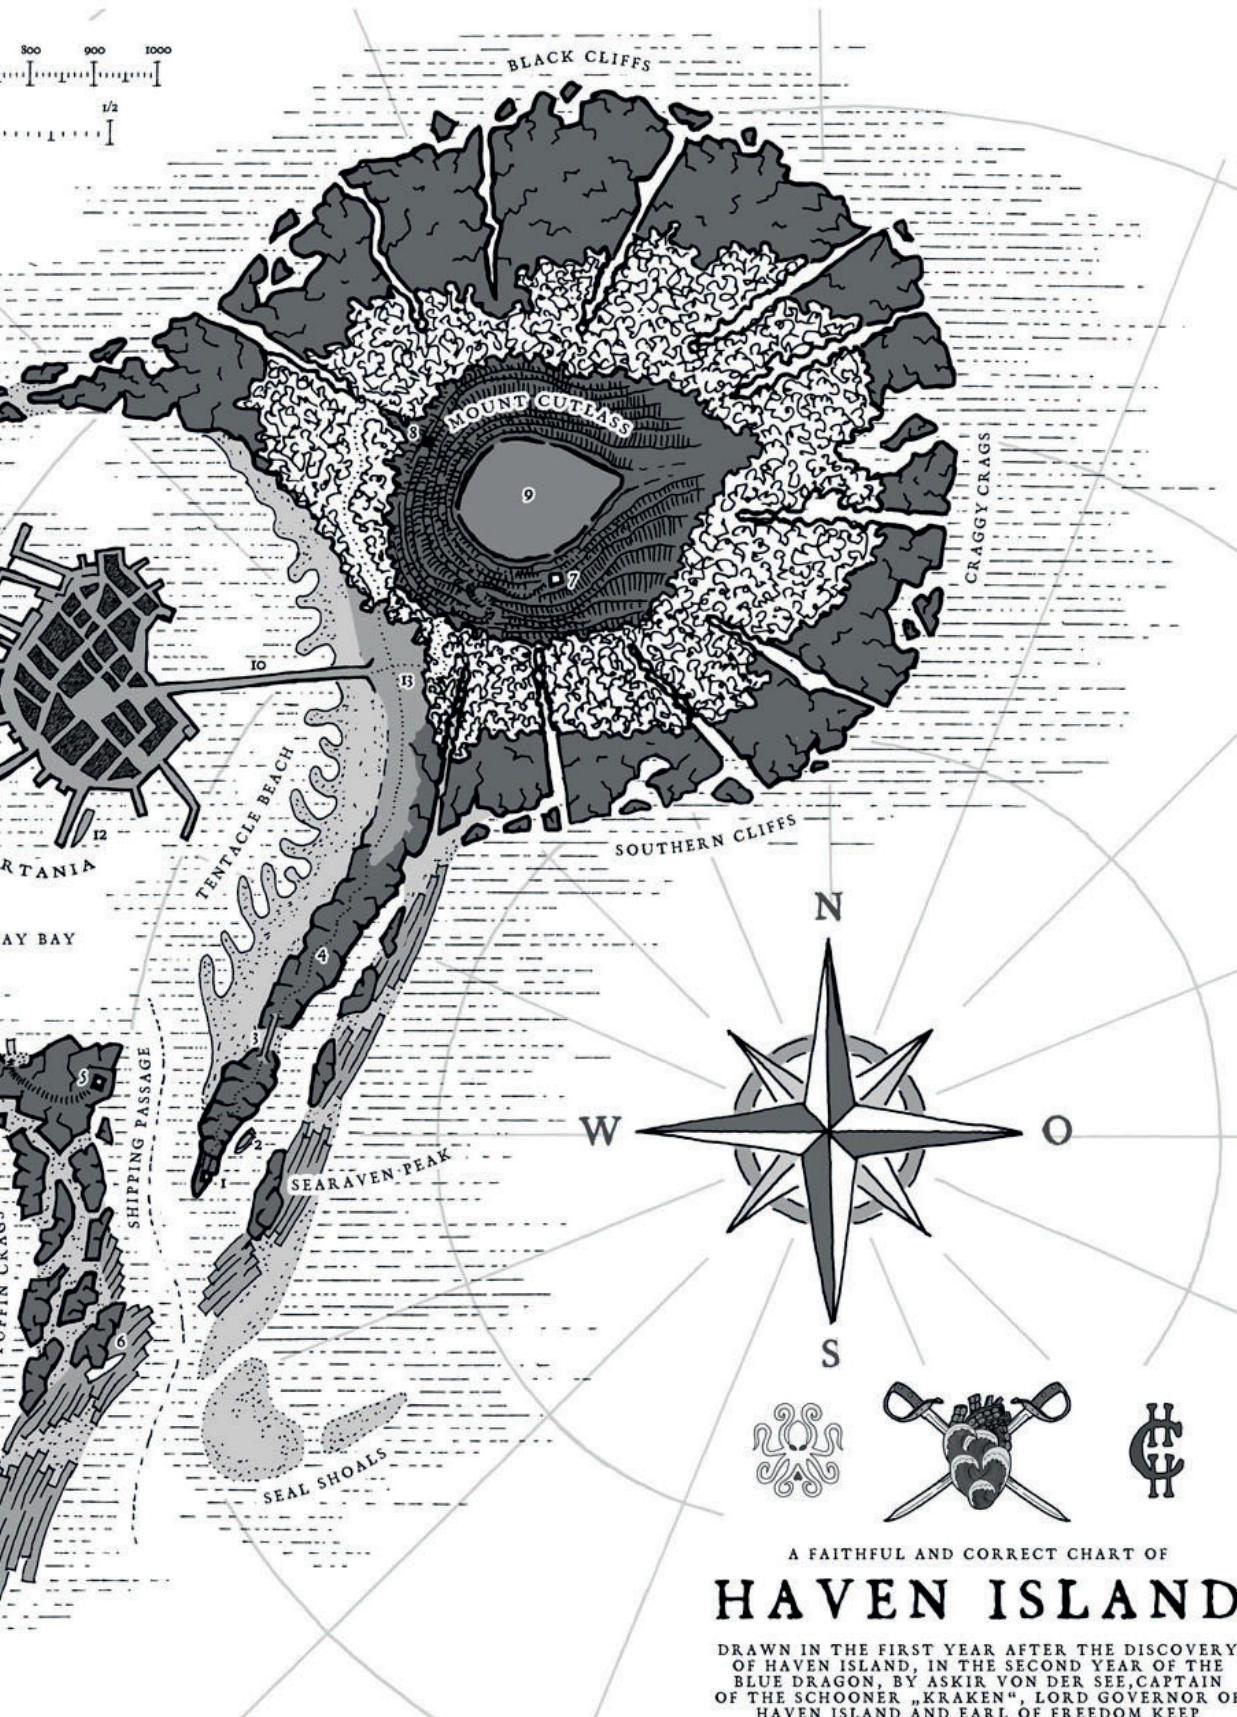 800 900 1000
1/2
BLACK CLIFFS
MOUNT CUTLASS
8
9
7
CRAGGY CRAGS
10
13
TENTACLE BEACH
12
RTANIA
SOUTHERN CLIFFS
AY BAY
4
3
5
SHIPPING PASSAGE
2
1
SEARAVEN PEAK
PUFFIN CRAGS
6
SEAL SHOALS
N
W
O
S
A FAITHFUL AND CORRECT CHART OF
HAVEN ISLAND
DRAWN IN THE FIRST YEAR AFTER THE DISCOVERY
OF HAVEN ISLAND, IN THE SECOND YEAR OF THE
BLUE DRAGON, BY ASKIR VON DER SEE, CAPTAIN
OF THE SCHOONER „KRAKEN“, LORD GOVERNOR OF
HAVEN ISLAND AND EARL OF FREEDOM KEEP